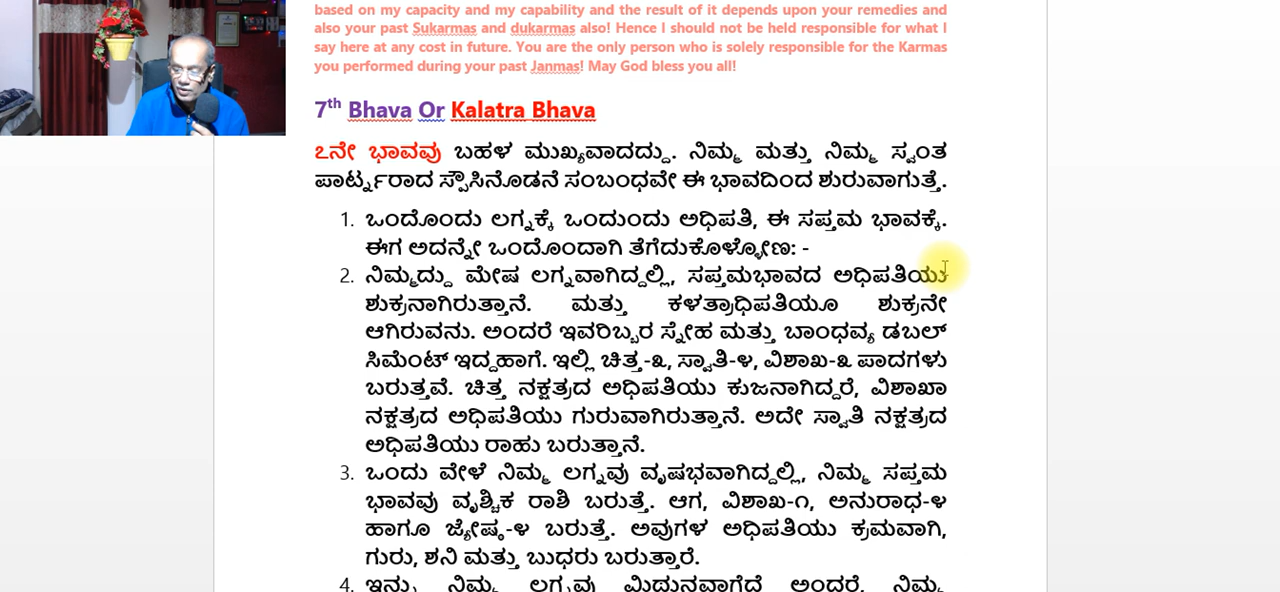 based on my capacity and my capability and the result of it depends upon your remedies and
also your past Sukarmas and dukarmas also! Hence I should not be held responsible for what I
say here at any cost in future. You are the only person who is solely responsible for the Karmas
you performed during your past Janmas! May God bless you all!
7th Bhava Or Kalatra Bhava
೭ನೇ ಭಾವವು ಬಹಳ ಮುಖ್ಯವಾದದ್ದು. ನಿಮ್ಮ ಮತ್ತು ನಿಮ್ಮ ಸ್ವಂತ
ಪಾರ್ಟ್ನರಾದ ಸ್ಪೌಸಿನೊಡನೆ ಸಂಬಂಧವೇ ಈ ಭಾವದಿಂದ ಶುರುವಾಗುತ್ತೆ.
1. ಒಂದೊಂದು ಲಗ್ನಕ್ಕೆ ಒಂದುಂದು ಅಧಿಪತಿ, ಈ ಸಪ್ತಮ ಭಾವಕ್ಕೆ.
ಈಗ ಅದನ್ನೇ ಒಂದೊಂದಾಗಿ ತೆಗೆದುಕೊಳ್ಳೋಣ: -
2. ನಿಮ್ಮದ್ದು ಮೇಷ ಲಗ್ನವಾಗಿದ್ದಲ್ಲಿ, ಸಪ್ತಮಭಾವದ ಅಧಿಪತಿಯು
ಶುಕ್ರನಾಗಿರುತ್ತಾನೆ. ಮತ್ತು ಕಳತ್ರಾಧಿಪತಿಯೂ ಶುಕ್ರನೇ
ಆಗಿರುವನು. ಅಂದರೆ ಇವರಿಬ್ಬರ ಸ್ನೇಹ ಮತ್ತು ಬಾಂಧವ್ಯ ಡಬಲ್
ಸಿಮೆಂಟ್ ಇದ್ದಹಾಗೆ. ಇಲ್ಲಿ ಚಿತ್ತ-೩, ಸ್ವಾತಿ-೪, ವಿಶಾಖ-೩ ಪಾದಗಳು
ಬರುತ್ತವೆ. ಚಿತ್ತ ನಕ್ಷತ್ರದ ಅಧಿಪತಿಯು ಕುಜನಾಗಿದ್ದರೆ, ವಿಶಾಖಾ
ನಕ್ಷತ್ರದ ಅಧಿಪತಿಯು ಗುರುವಾಗಿರುತ್ತಾನೆ. ಅದೇ ಸ್ವಾತಿ ನಕ್ಷತ್ರದ
ಅಧಿಪತಿಯು ರಾಹು ಬರುತ್ತಾನೆ.
3. ಒಂದು ವೇಳೆ ನಿಮ್ಮ ಲಗ್ನವು ವೃಷಭವಾಗಿದ್ದಲ್ಲಿ, ನಿಮ್ಮ ಸಪ್ತಮ
ಭಾವವು ವೃಶ್ಚಿಕ ರಾಶಿ ಬರುತ್ತೆ. ಆಗ, ವಿಶಾಖ-೧, ಅನುರಾಧ-೪
ಹಾಗೂ ಜ್ಯೇಷ್ಠ-೪ ಬರುತ್ತೆ. ಅವುಗಳ ಅಧಿಪತಿಯು ಕ್ರಮವಾಗಿ,
ಗುರು, ಶನಿ ಮತ್ತು ಬುಧರು ಬರುತ್ತಾರೆ.
4. ಇನ್ನು ನಿಮ್ಮ ಲಗ್ನವು ಮಿಥುನವಾಗಿದೆ ಅಂದರೆ, ನಿಮ್ಮ